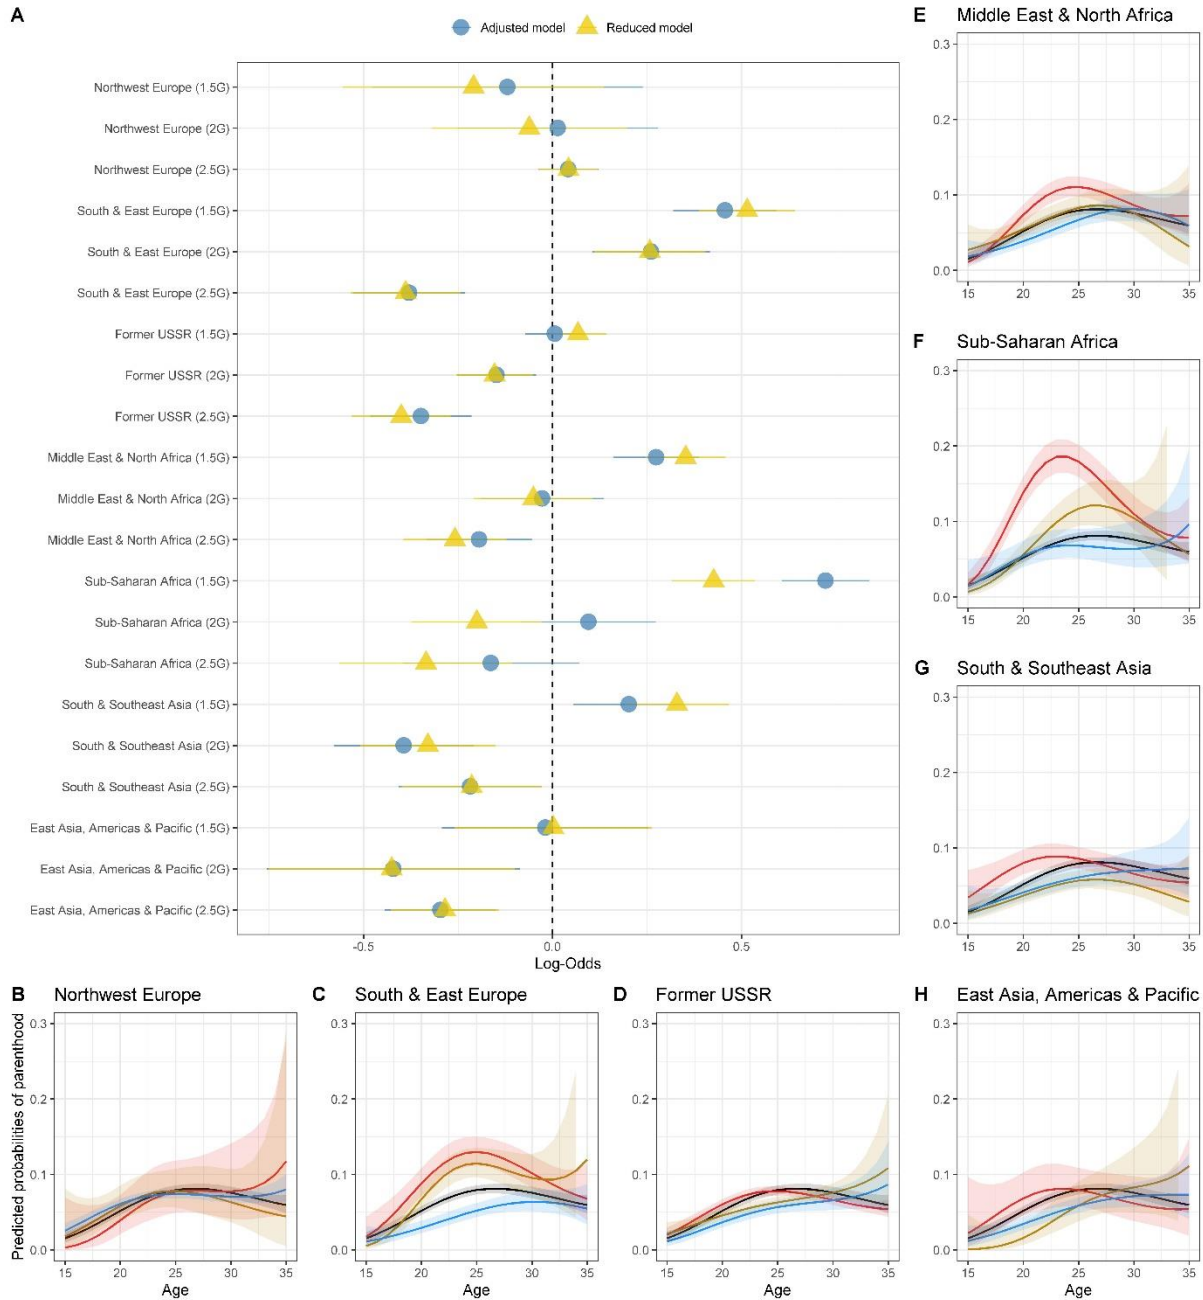 A
Adjusted model
Reduced model
Northwest Europe (1.5G)
Northwest Europe (2G)
Northwest Europe (2.5G)
South & East Europe (1.5G)
South & East Europe (2G)
South & East Europe (2.5G)
Former USSR (1.5G)
Former USSR (2G)
Former USSR (2.5G)
Middle East & North Africa (1.5G)
Middle East & North Africa (2G)
Middle East & North Africa (2.5G)
Sub-Saharan Africa (1.5G)
Sub-Saharan Africa (2G)
Sub-Saharan Africa (2.5G)
South & Southeast Asia (1.5G)
South & Southeast Asia (2G)
South & Southeast Asia (2.5G)
East Asia, Americas & Pacific (1.5G)
East Asia, Americas & Pacific (2G)
East Asia, Americas & Pacific (2.5G)
-0.5 0.0 0.5
Log-Odds
E Middle East & North Africa
0.3
0.2
0.1
0.0
15 20 25 30 35
F Sub-Saharan Africa
0.3
0.2
0.1
0.0
15 20 25 30 35
G South & Southeast Asia
0.3
0.2
0.1
0.0
15 20 25 30 35
B Northwest Europe
Predicted probabilities of parenthood
0.3
0.2
0.1
0.0
15 20 25 30 35
Age
C South & East Europe
0.3
0.2
0.1
0.0
15 20 25 30 35
Age
D Former USSR
0.3
0.2
0.1
0.0
15 20 25 30 35
Age
H East Asia, Americas & Pacific
0.3
0.2
0.1
0.0
15 20 25 30 35
Age